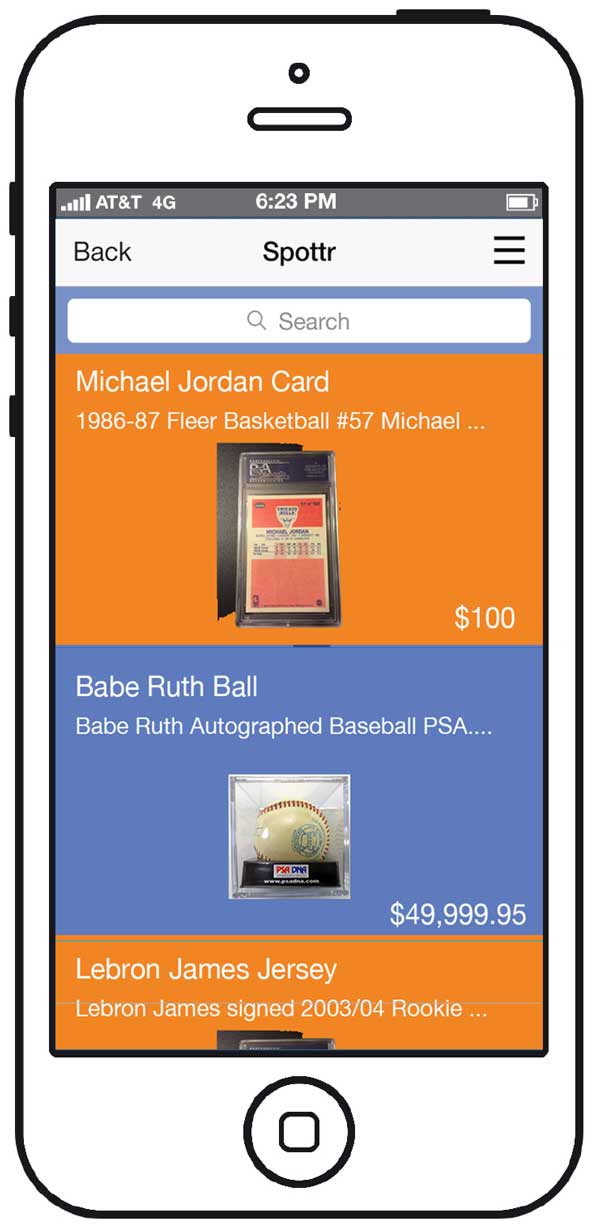 AT&T 4G 6:23 PM
Back Spottr
Search
Michael Jordan Card
1986-87 Fleer Basketball #57 Michael ...
PSA
CHICAGO
BULLS
MICHAEL JORDAN
$100
Babe Ruth Ball
Babe Ruth Autographed Baseball PSA....
PSA DNA
www.psadna.com
$49,999.95
Lebron James Jersey
Lebron James signed 2003/04 Rookie ...